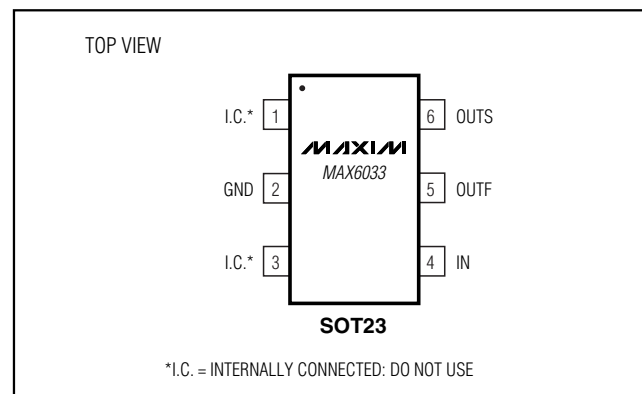 TOP VIEW
I.C.* 1
6 OUTS
MAXIM
MAX6033
GND 2
5 OUTF
I.C.* 3
4 IN
SOT23
*I.C. = INTERNALLY CONNECTED: DO NOT USE